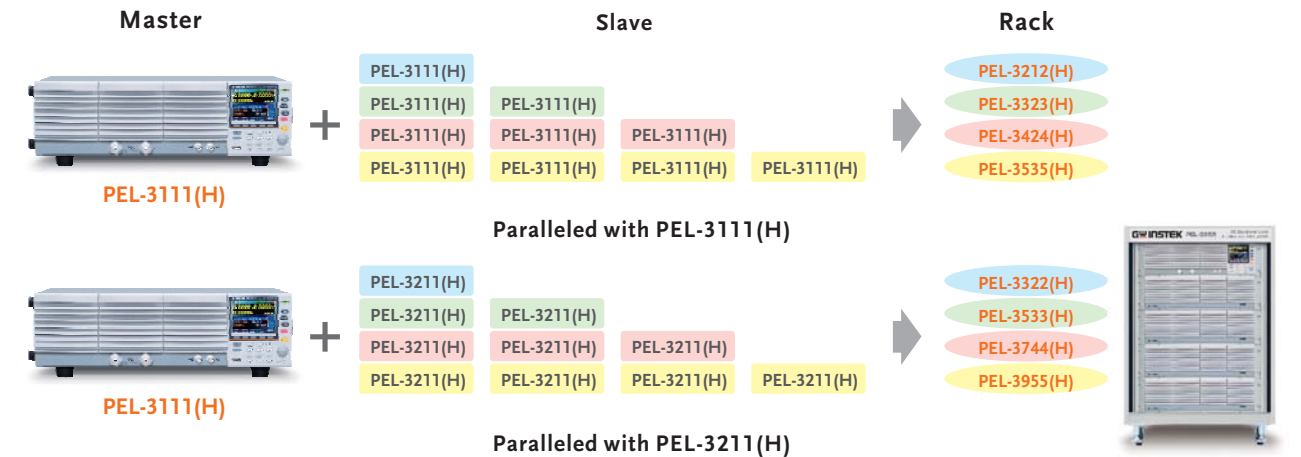 Master
Slave
Rack
PEL-3111(H)
PEL-3212(H)
PEL-3111(H) PEL-3111(H)
PEL-3323(H)
PEL-3111(H) PEL-3111(H) PEL-3111(H)
PEL-3424(H)
PEL-3111(H) PEL-3111(H) PEL-3111(H) PEL-3111(H)
PEL-3535(H)
+
PEL-3111(H)
Paralleled with PEL-3111(H)
GW INSTEK
PEL-3211(H)
PEL-3322(H)
PEL-3211(H) PEL-3211(H)
PEL-3533(H)
PEL-3211(H) PEL-3211(H) PEL-3211(H)
PEL-3744(H)
PEL-3211(H) PEL-3211(H) PEL-3211(H) PEL-3211(H)
PEL-3955(H)
+
PEL-3111(H)
Paralleled with PEL-3211(H)